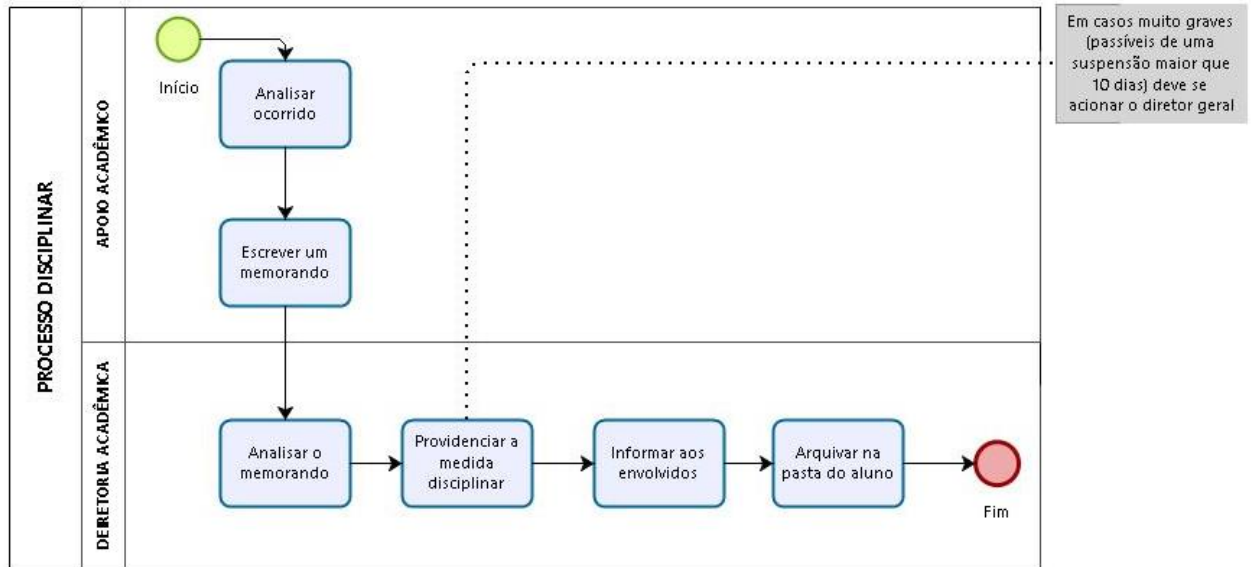 PROCESSO DISCIPLINAR
APOIO ACADÊMICO
Início
Analisar
ocorrido
Escrever um
memorando
Em casos muito graves
(passíveis de uma
suspensão maior que
10 dias) deve se
acionar o diretor geral
DEIRETORIA ACADÊMICA
Analisar o
memorando
Providenciar a
medida
disciplinar
Informar aos
envolvidos
Arquivar na
pasta do aluno
Fim